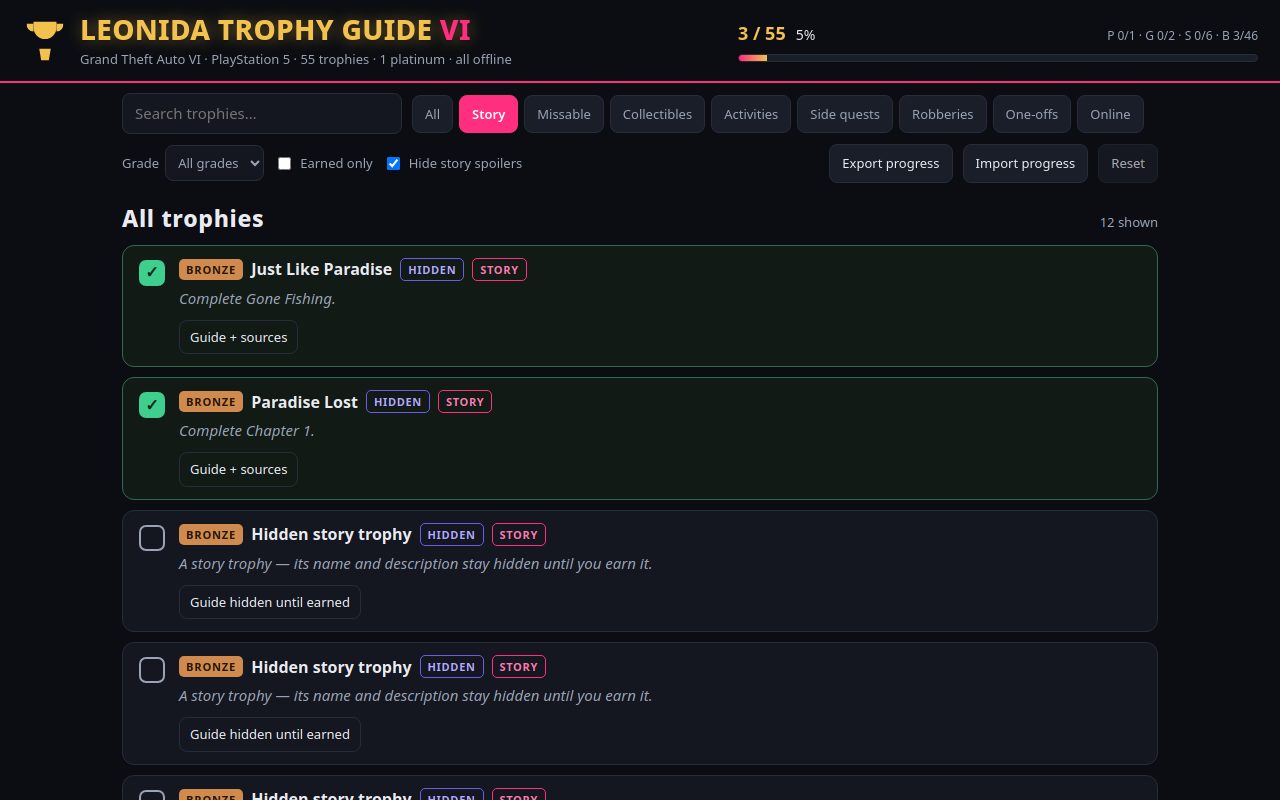 LEONIDA TROPHY GUIDE VI
Grand Theft Auto VI · PlayStation 5 · 55 trophies · 1 platinum · all offline
3 / 55 5%
P 0/1 · G 0/2 · S 0/6 · B 3/46
Search trophies...
All Story Missable Collectibles Activities Side quests Robberies One-offs Online
Grade All grades Earned only Hide story spoilers
Export progress Import progress Reset
All trophies
12 shown
BRONZE Just Like Paradise HIDDEN STORY
Complete Gone Fishing.
Guide + sources
BRONZE Paradise Lost HIDDEN STORY
Complete Chapter 1.
Guide + sources
BRONZE Hidden story trophy HIDDEN STORY
A story trophy — its name and description stay hidden until you earn it.
Guide hidden until earned
BRONZE Hidden story trophy HIDDEN STORY
A story trophy — its name and description stay hidden until you earn it.
Guide hidden until earned
BRONZE Hidden story trophy HIDDEN STORY